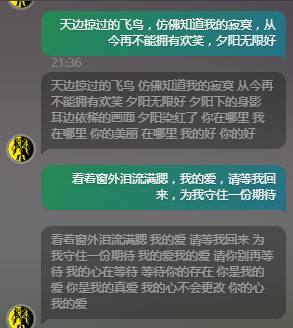 天边掠过的飞鸟，仿佛知道我的寂寞，从
今再不能拥有欢笑，夕阳无限好
21:36
天边掠过的飞鸟 仿佛知道我的寂寞 从今再
不能拥有欢笑 夕阳无限好 夕阳下的身影
耳边依稀的画面 夕阳染红了 你在哪里 我
在哪里 你的美丽 在哪里 我的好 你的好
看着窗外泪流满腮，我的爱，请等我回
来，为我守住一份期待
看着窗外泪流满腮 我的爱 请等我回来 为
我守住一份期待 我的爱我的爱 请你别再等
待 我的心在等待 等待你的存在 你是我的
爱 你是我的真爱 我的心不会更改 你的心
我的爱